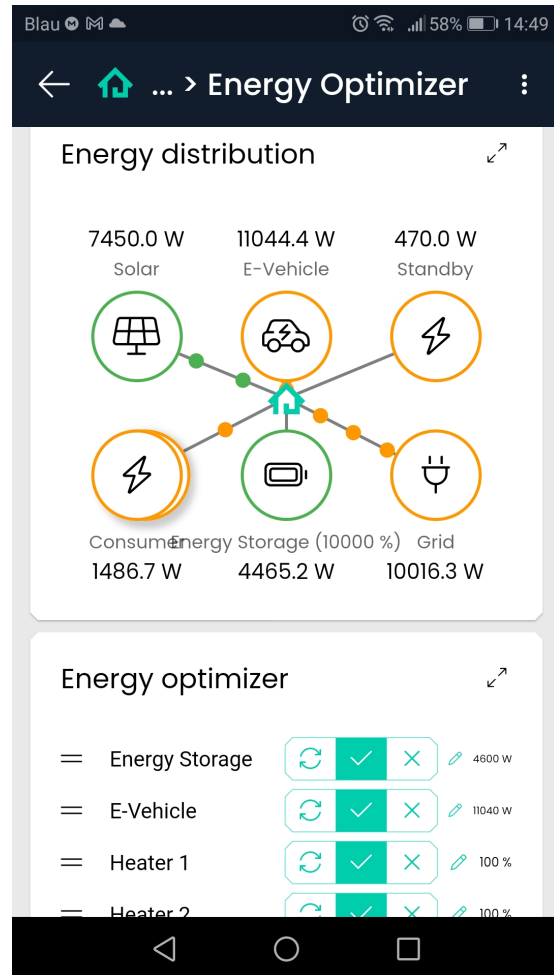 Blau 58% 14:49
... > Energy Optimizer
Energy distribution
7450.0 W 11044.4 W 470.0 W
Solar E-Vehicle Standby
Consumer Energy Storage (10000 %) Grid
1486.7 W 4465.2 W 10016.3 W
Energy optimizer
Energy Storage 4600 W
E-Vehicle 11040 W
Heater 1 100 %
Heater 2 100 %